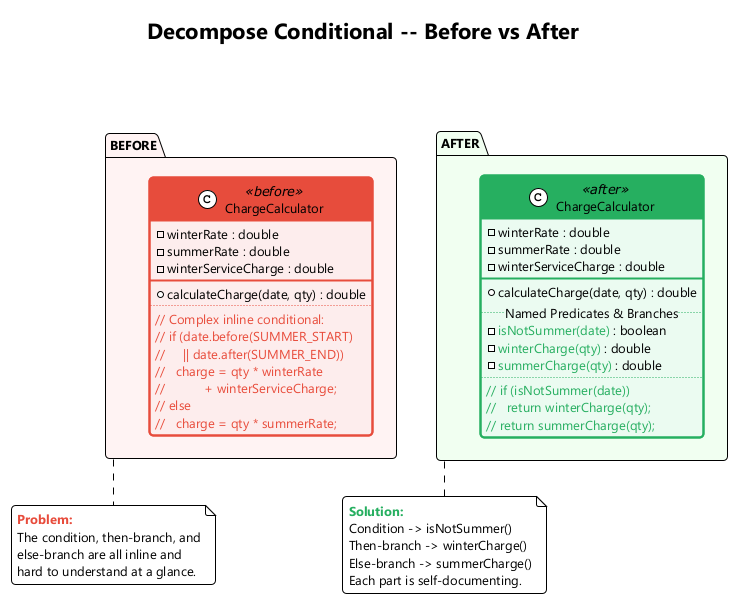 Decompose Conditional -- Before vs After
BEFORE
C
«before»
ChargeCalculator
winterRate : double
summerRate : double
winterServiceCharge : double
calculateCharge(date, qty) : double
// Complex inline conditional:
// if (date.before(SUMMER_START)
//     || date.after(SUMMER_END))
//   charge = qty * winterRate
//          + winterServiceCharge;
// else
//   charge = qty * summerRate;
Problem:
The condition, then-branch, and
else-branch are all inline and
hard to understand at a glance.
AFTER
C
«after»
ChargeCalculator
winterRate : double
summerRate : double
winterServiceCharge : double
calculateCharge(date, qty) : double
Named Predicates & Branches
isNotSummer(date) : boolean
winterCharge(qty) : double
summerCharge(qty) : double
// if (isNotSummer(date))
//   return winterCharge(qty);
// return summerCharge(qty);
Solution:
Condition -> isNotSummer()
Then-branch -> winterCharge()
Else-branch -> summerCharge()
Each part is self-documenting.